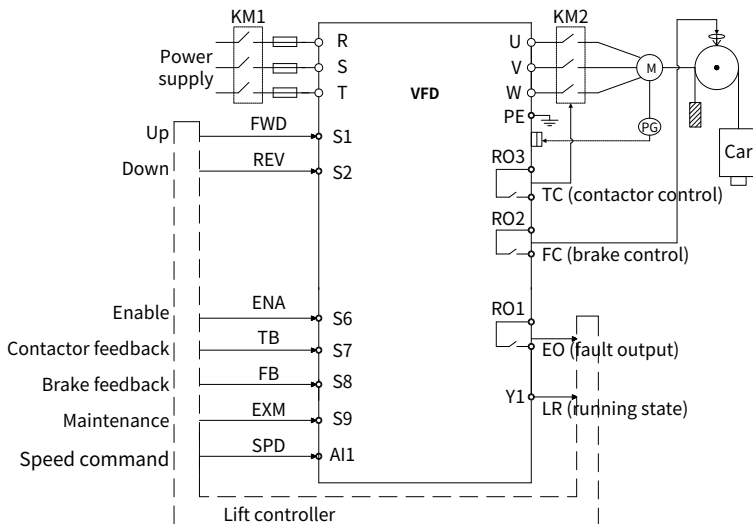 KM1
KM2
Power
supply
R
S
T
VFD
U
V
W
M
PE
PG
Car
Up
FWD
S1
Down
REV
S2
RO3
TC (contactor control)
RO2
FC (brake control)
Enable
ENA
S6
RO1
Contactor feedback
TB
S7
EO (fault output)
Brake feedback
FB
S8
Maintenance
EXM
S9
Y1
LR (running state)
Speed command
SPD
AI1
Lift controller